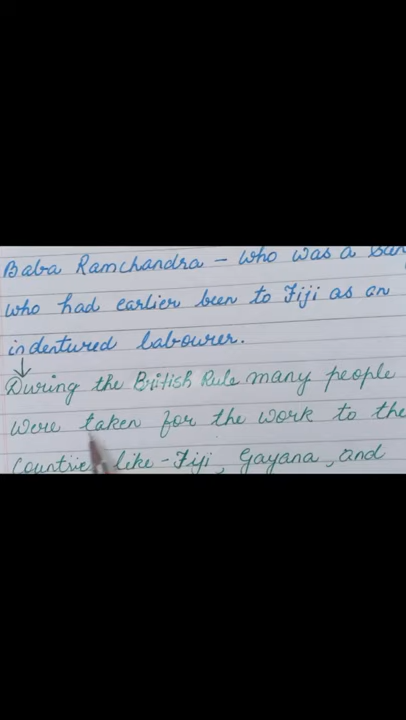 Baba Ramchandra - who was a
who had earlier been to Fiji as an
indentured labourer.
During the British Rule many people
were taken for the work to the
like - Fiji, Gayana, and